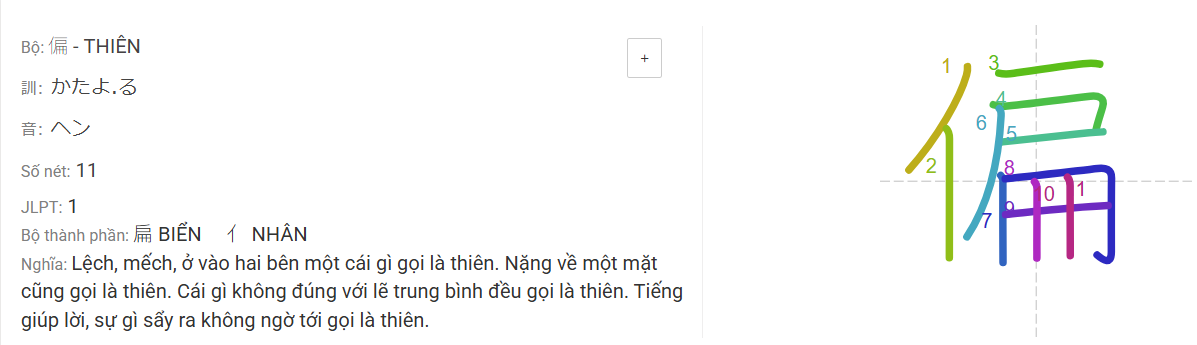 Bộ: 偏 - THIÊN
+
訓: かたよ.る
音: ヘン
Số nét: 11
JLPT: 1
Bộ thành phần: 扁 BIỂN 亻 NHÂN
Nghĩa: Lệch, mếch, ở vào hai bên một cái gì gọi là thiên. Nặng về một mặt
cũng gọi là thiên. Cái gì không đúng với lẽ trung bình đều gọi là thiên. Tiếng
giúp lời, sự gì sẩy ra không ngờ tới gọi là thiên.
偏
1 3
4
6 5
2 8
0 1
9
7